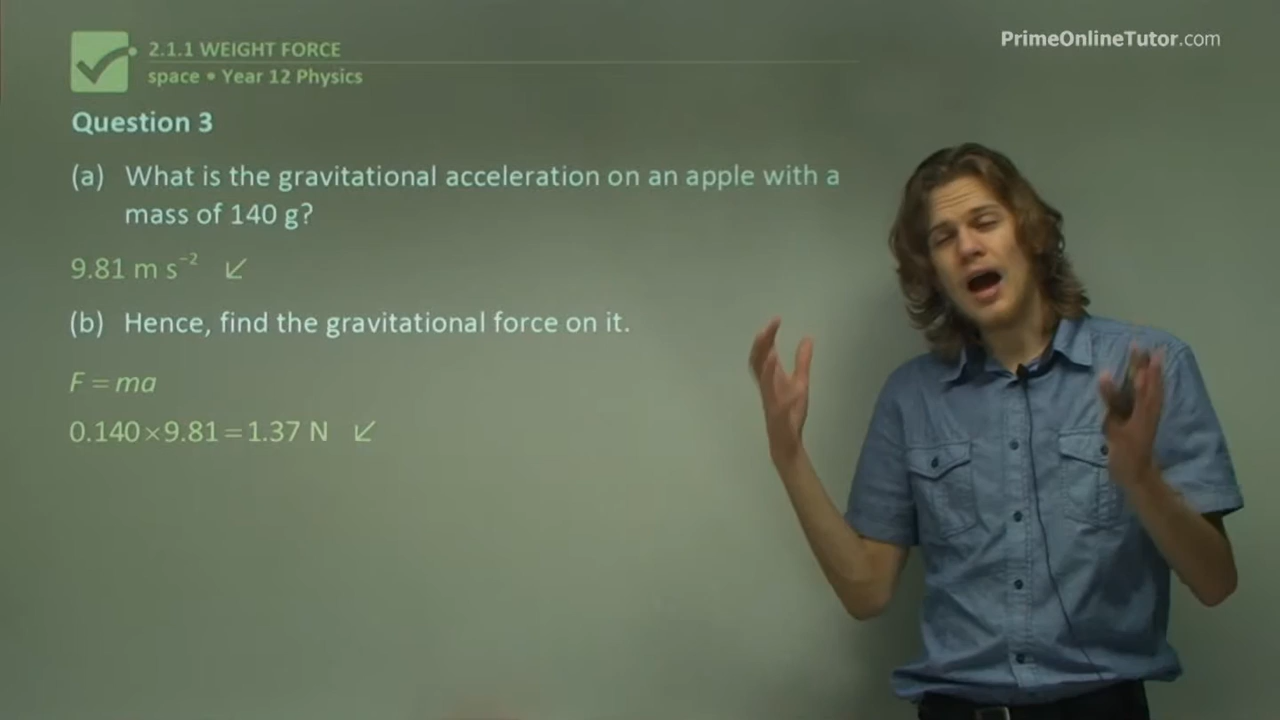 PrimeOnlineTutor.com
2.1.1 WEIGHT FORCE
space • Year 12 Physics
Question 3
(a) What is the gravitational acceleration on an apple with a
mass of 140 g?
9.81 m s⁻² ↙
(b) Hence, find the gravitational force on it.
F = ma
0.140×9.81=1.37 N ↙